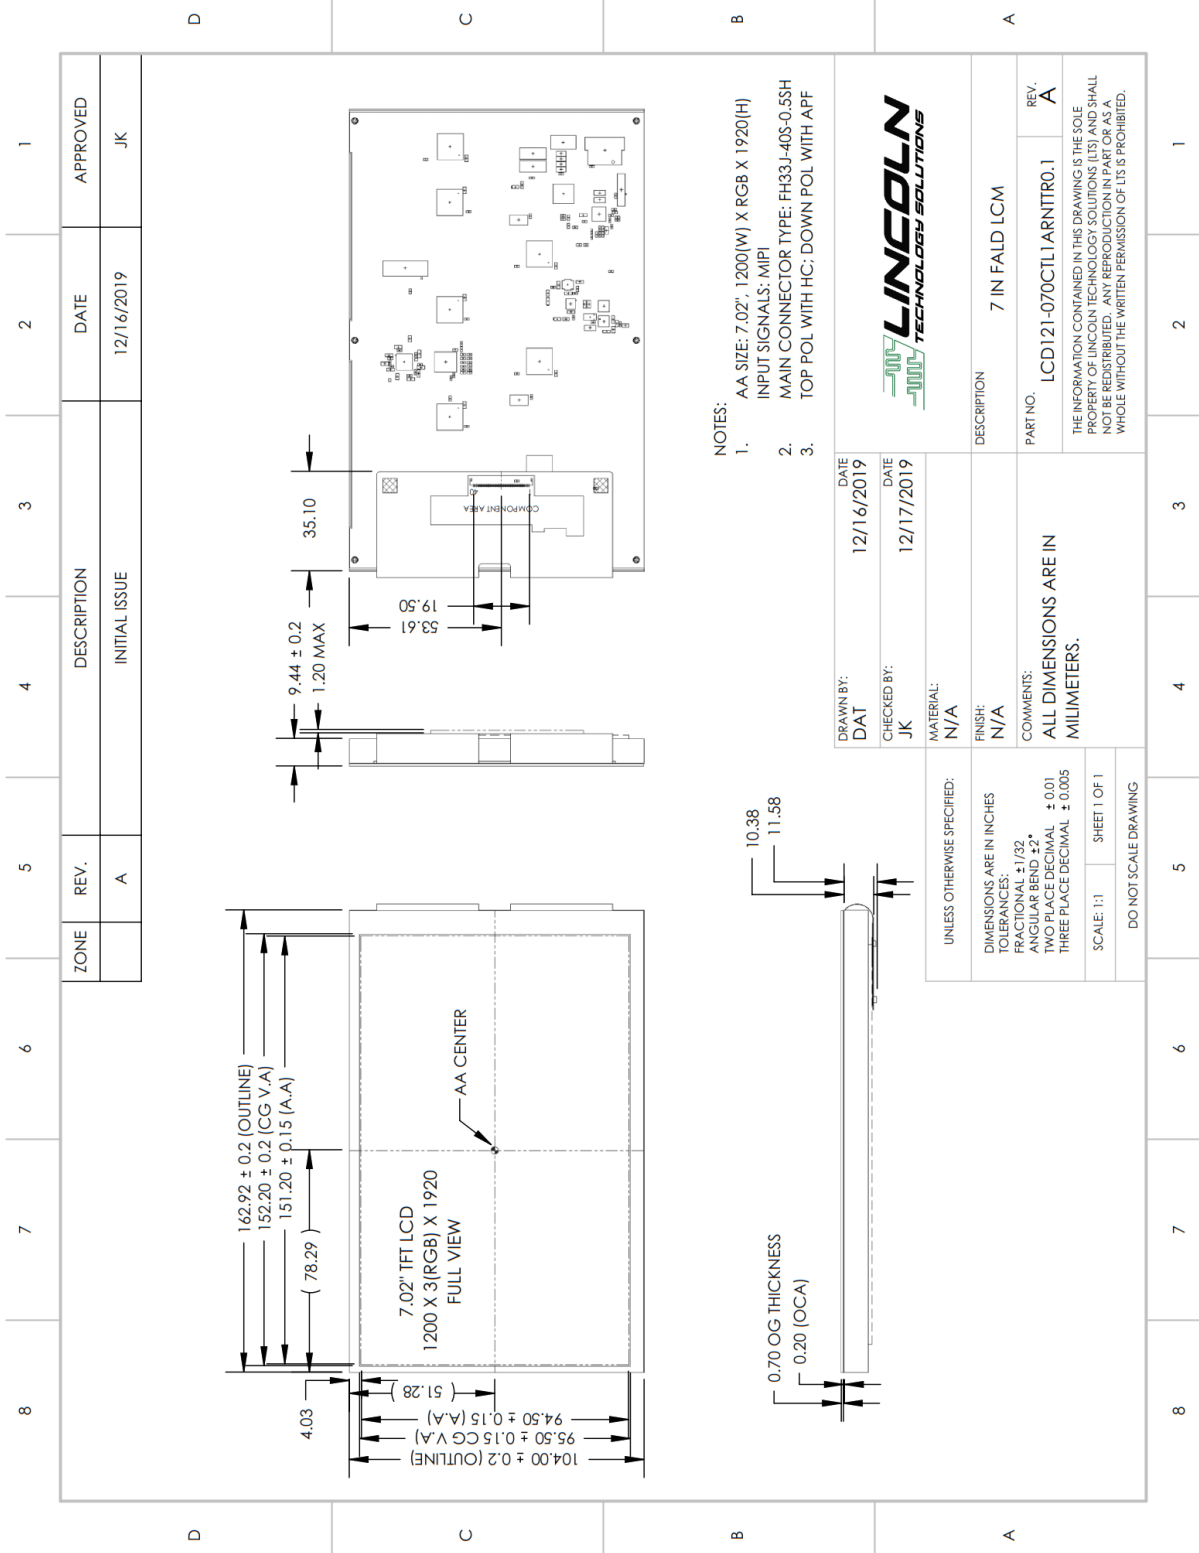 8 7 6 5 4 3 2 1
D
C
B
A
ZONE REV. DESCRIPTION DATE APPROVED
A INITIAL ISSUE 12/16/2019 JK
162.92 ± 0.2 (OUTLINE)
152.20 ± 0.2 (CG V.A)
151.20 ± 0.15 (A.A)
( 78.29 )
4.03
( 51.28 )
94.50 ± 0.15 (A.A)
95.50 ± 0.15 CG V.A)
104.00 ± 0.2 (OUTLINE)
7.02" TFT LCD
1200 X 3(RGB) X 1920
FULL VIEW
AA CENTER
9.44 ± 0.2
1.20 MAX
35.10
53.61
19.50
COMPONENT AREA
40
0.70 OG THICKNESS
0.20 (OCA)
10.38
11.58
NOTES:
1. AA SIZE: 7.02", 1200(W) X RGB X 1920(H)
INPUT SIGNALS: MIPI
2. MAIN CONNECTOR TYPE: FH33J-40S-0.5SH
3. TOP POL WITH HC; DOWN POL WITH APF
UNLESS OTHERWISE SPECIFIED:
DIMENSIONS ARE IN INCHES
TOLERANCES:
FRACTIONAL ±1/32
ANGULAR BEND ±2°
TWO PLACE DECIMAL ± 0.01
THREE PLACE DECIMAL ± 0.005
SCALE: 1:1 SHEET 1 OF 1
DO NOT SCALE DRAWING
DRAWN BY: DATE
DAT 12/16/2019
CHECKED BY: DATE
JK 12/17/2019
MATERIAL:
N/A
FINISH:
N/A
COMMENTS:
ALL DIMENSIONS ARE IN
MILIMETERS.
LINCOLN
TECHNOLOGY SOLUTIONS
DESCRIPTION
7 IN FALD LCM
PART NO. REV.
LCD121-070CTL1ARNTTR0.1 A
THE INFORMATION CONTAINED IN THIS DRAWING IS THE SOLE
PROPERTY OF LINCOLN TECHNOLOGY SOLUTIONS (LTS) AND SHALL
NOT BE REDISTRIBUTED. ANY REPRODUCTION IN PART OR AS A
WHOLE WITHOUT THE WRITTEN PERMISSION OF LTS IS PROHIBITED.
D
C
B
A
8 7 6 5 4 3 2 1